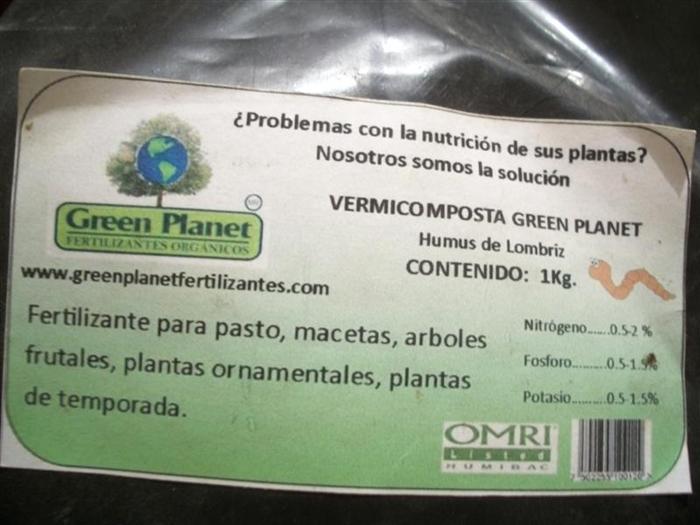 ¿Problemas con la nutrición de sus plantas?
Nosotros somos la solución
Green Planet
FERTILIZANTES ORGANICOS
www.greenplanetfertilizantes.com
VERMICOMPOSTA GREEN PLANET
Humus de Lombriz
CONTENIDO: 1Kg.
Fertilizante para pasto, macetas, arboles
frutales, plantas ornamentales, plantas
de temporada.
Nitrógeno......0.5-2 %
Fosforo.........0.5-1.5%
Potasio..........0.5-1.5%
OMRI
Listed
HUMIBAC